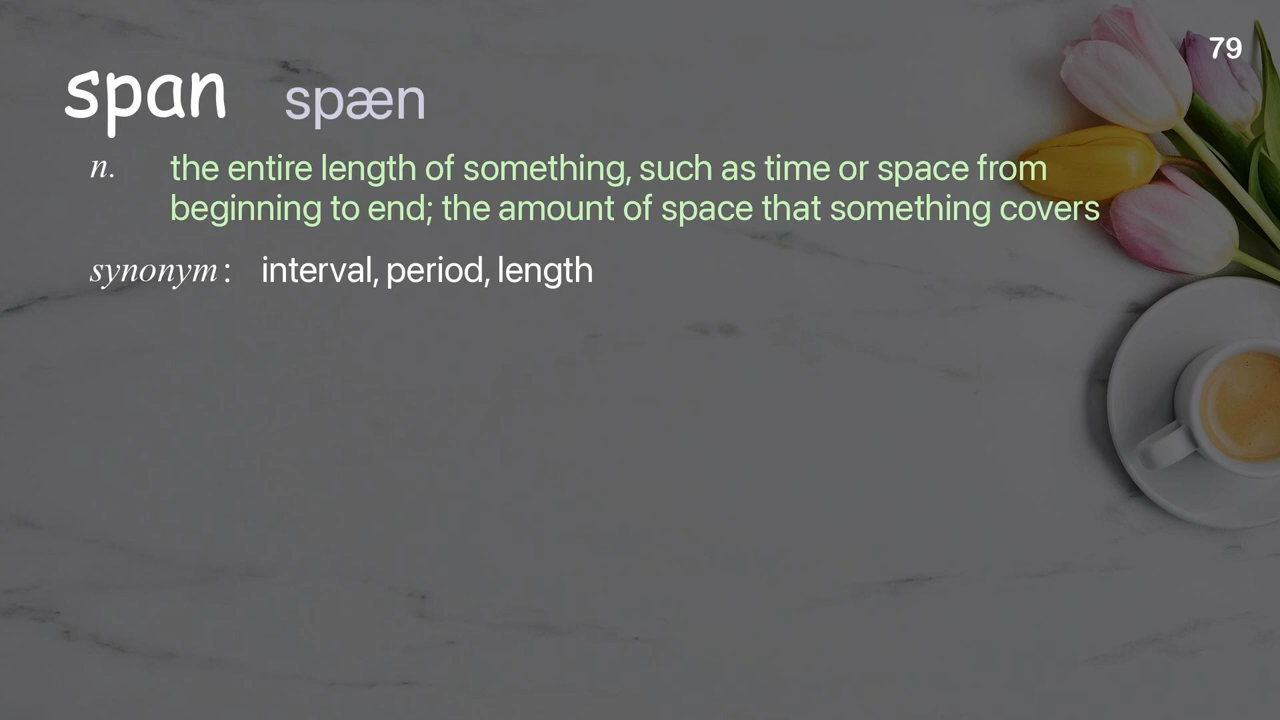 79
span spæn
n. the entire length of something, such as time or space from
beginning to end; the amount of space that something covers
synonym: interval, period, length